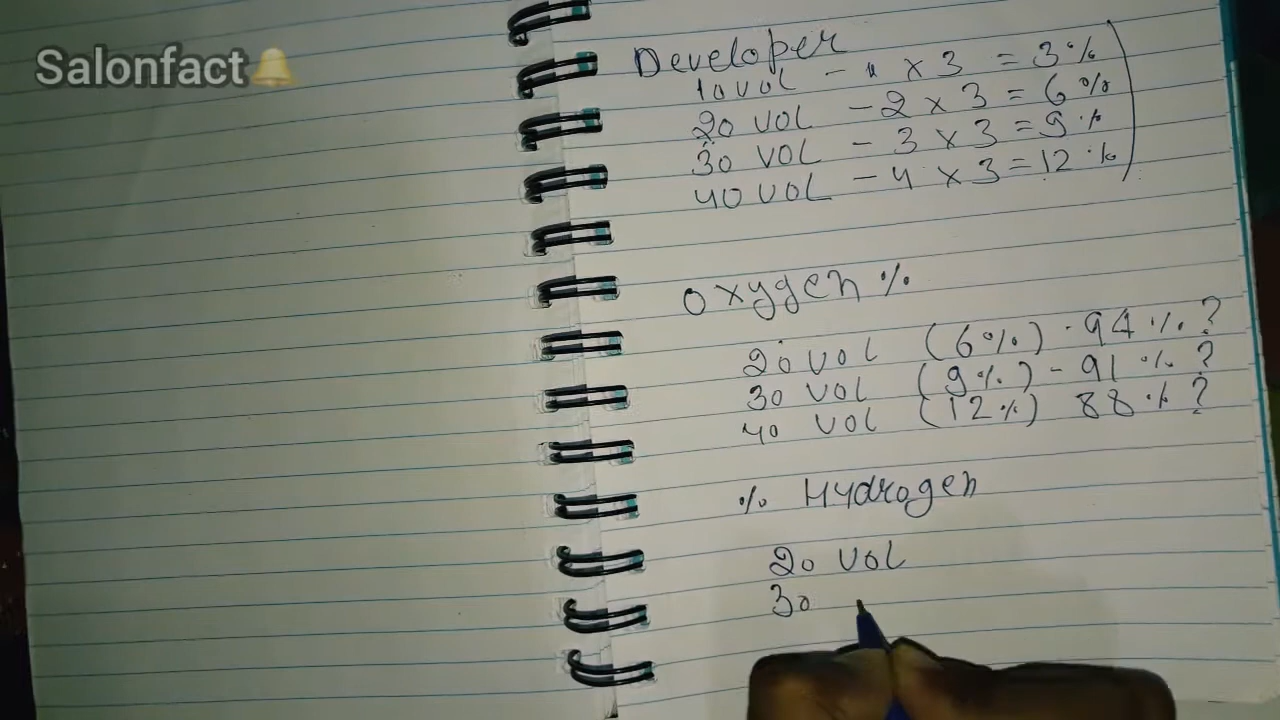 Salonfact🔔
Developer
10 VOL - 1 x 3 = 3%
20 VOL - 2 x 3 = 6%
30 VOL - 3 x 3 = 9%
40 VOL - 4 x 3 = 12%
Oxygen %
20 VOL (6%) - 94%?
30 VOL (9%) - 91%?
40 VOL (12%) 88%?
% Hydrogen
20 VOL
30